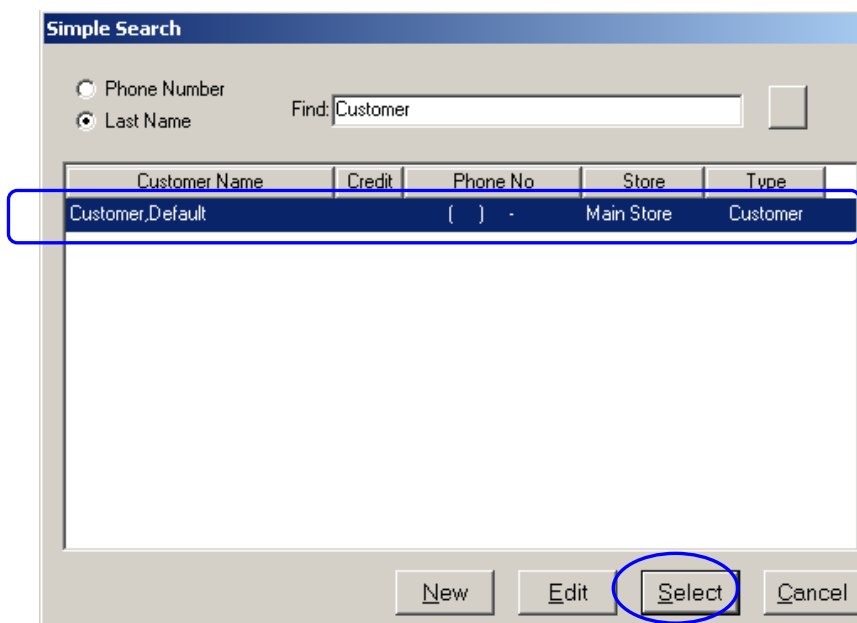 Simple Search
Phone Number
Last Name
Find: Customer
Customer Name Credit Phone No Store Type
Customer,Default ( ) - Main Store Customer
New Edit Select Cancel